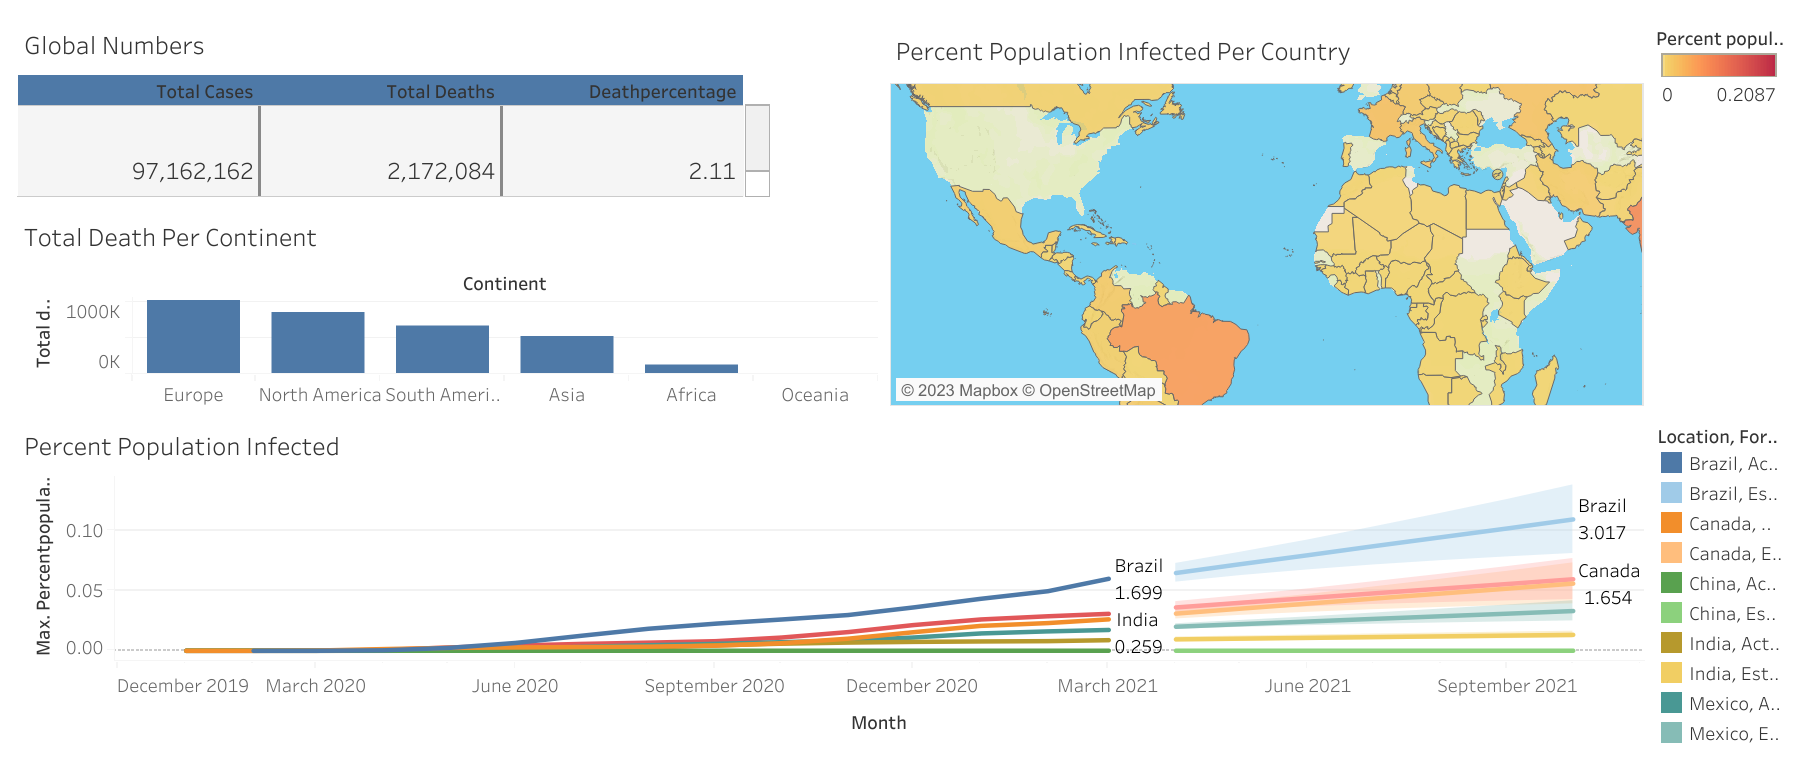 Global Numbers
Total Cases Total Deaths Deathpercentage
97,162,162 2,172,084 2.11
Total Death Per Continent
Continent
Total d..
1000K
0K
Europe North America South Ameri.. Asia Africa Oceania
Percent Population Infected Per Country
© 2023 Mapbox © OpenStreetMap
Percent popul..
0 0.2087
Percent Population Infected
Max. Percentpopula..
0.10
0.05
0.00
Brazil
1.699
India
0.259
Brazil
3.017
Canada
1.654
December 2019 March 2020 June 2020 September 2020 December 2020 March 2021 June 2021 September 2021
Month
Location, For..
Brazil, Ac..
Brazil, Es..
Canada, ..
Canada, E..
China, Ac..
China, Es..
India, Act..
India, Est..
Mexico, A..
Mexico, E..